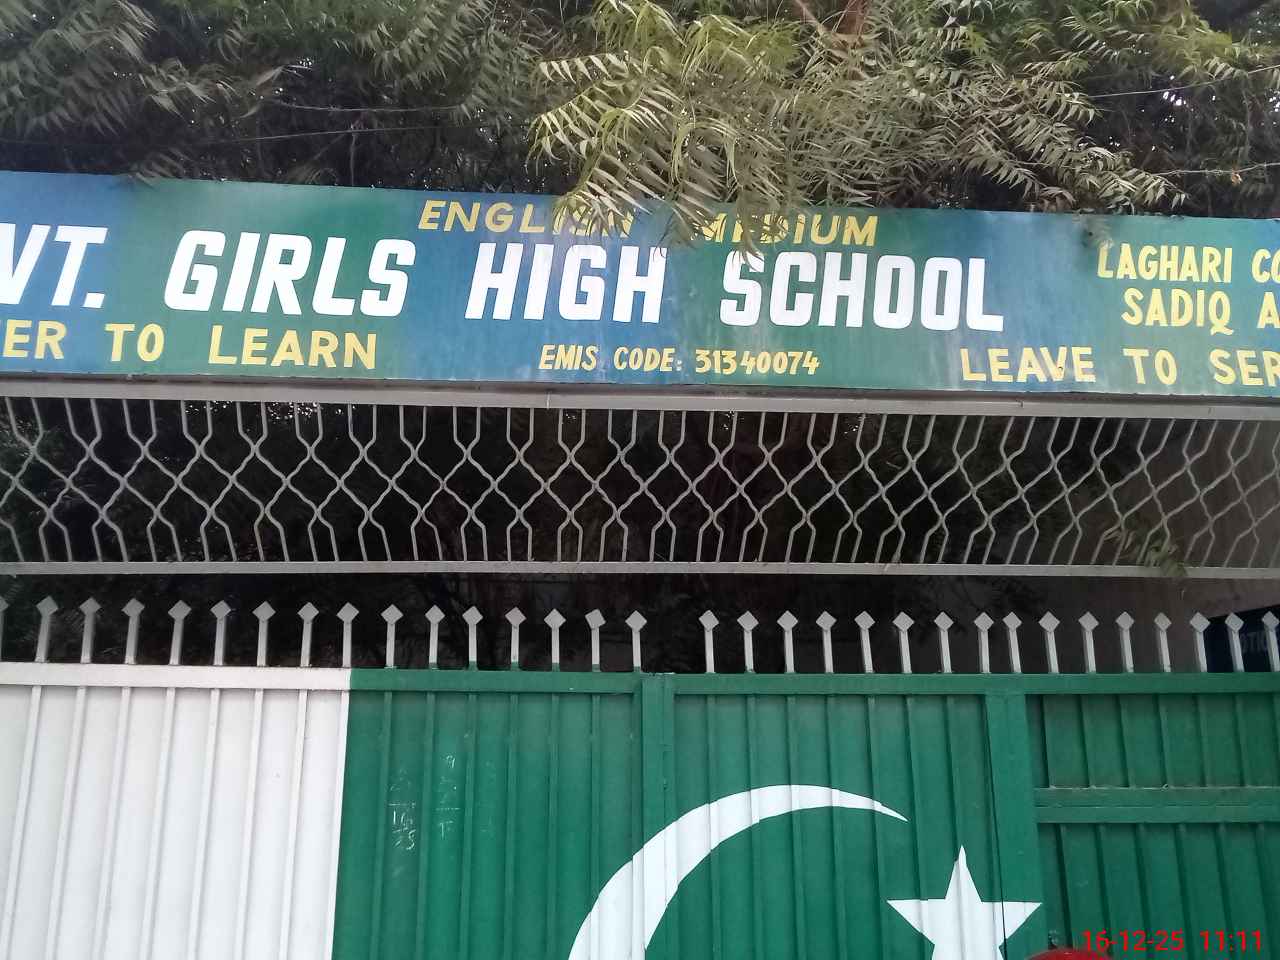 ENGLISH MEDIUM
VT. GIRLS HIGH SCHOOL
LAGHARI CO
SADIQ A
ER TO LEARN
EMIS CODE: 31340074
LEAVE TO SER
16-12-25 11:11